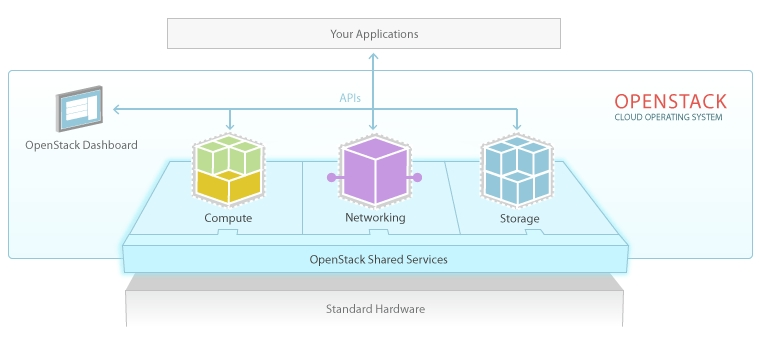 Your Applications
APIs
OPENSTACK
CLOUD OPERATING SYSTEM
OpenStack Dashboard
Compute
Networking
Storage
OpenStack Shared Services
Standard Hardware